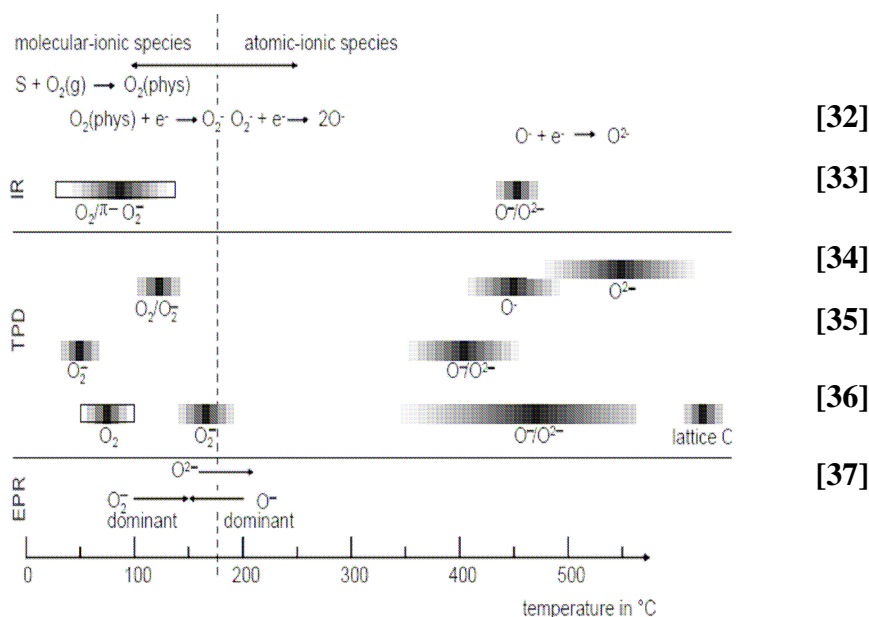 molecular-ionic species atomic-ionic species
S + O₂(g) → O₂(phys)
O₂(phys) + e⁻ → O₂⁻ O₂⁻ + e⁻ → 2O⁻
[32]
O⁻ + e⁻ → O²⁻
[33]
IR
O₂/π− O₂⁻ O⁻/O²⁻
[34]
O₂/O₂⁻ O⁻ O²⁻
[35]
TPD
O₂⁻ O⁻/O²⁻
[36]
O₂ O₂⁻ O⁻/O²⁻ lattice O
[37]
EPR
O²⁻ →
O₂⁻ → ← O⁻
dominant dominant
0 100 200 300 400 500
temperature in °C